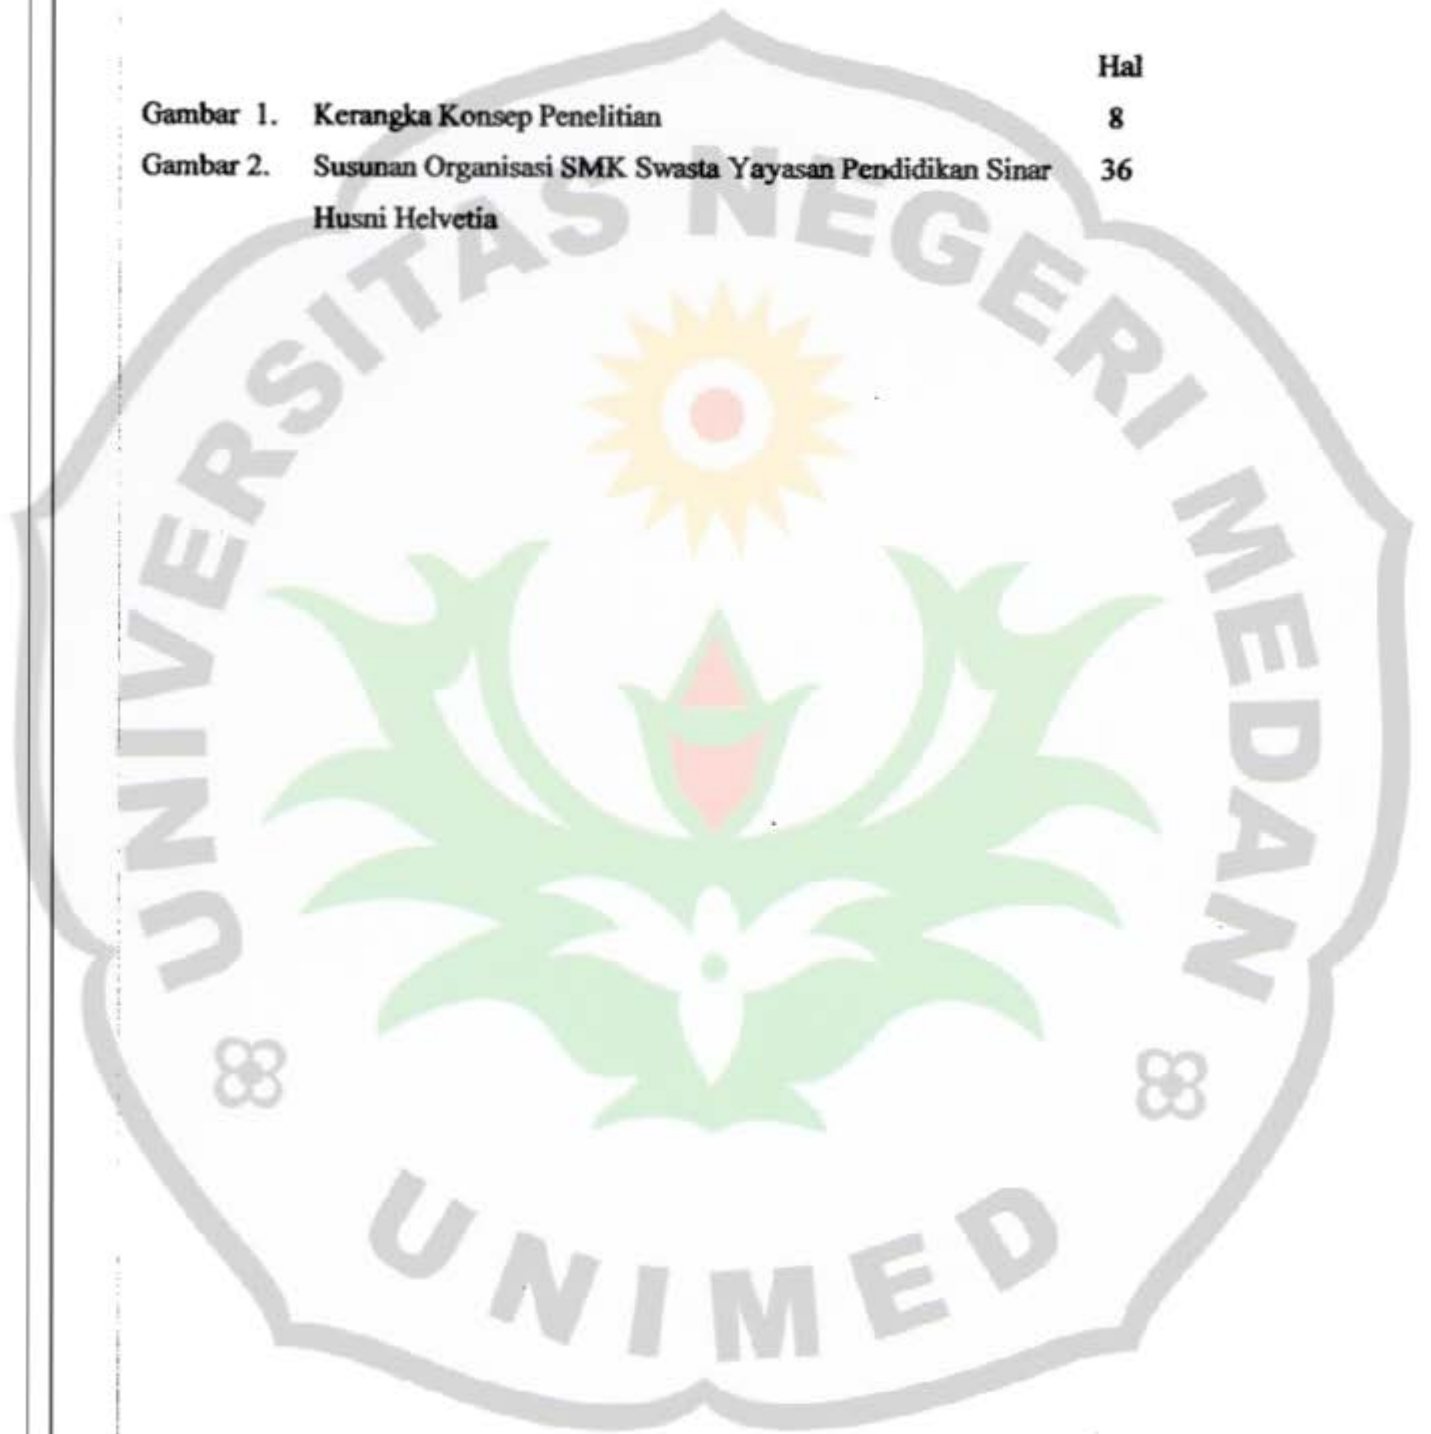 Hal
Gambar 1. Kerangka Konsep Penelitian 8
Gambar 2. Susunan Organisasi SMK Swasta Yayasan Pendidikan Sinar 36
Husni Helvetia
UNIVERSITAS NEGERI MEDAN
UNIMED